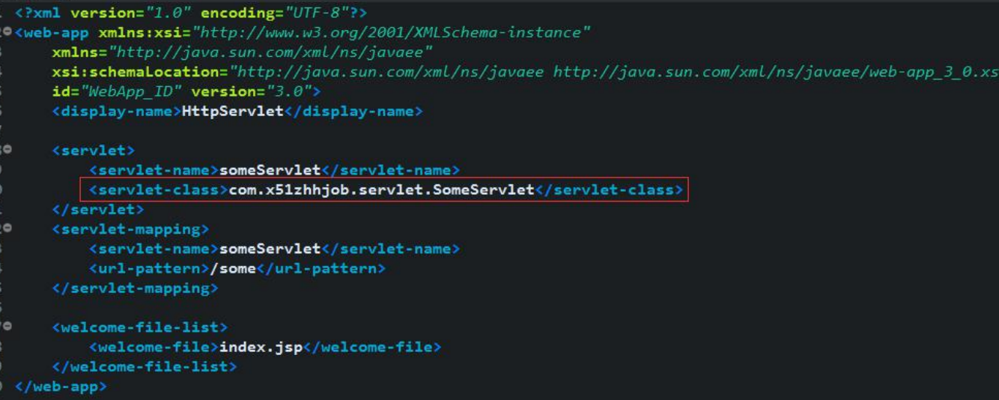 <?xml version="1.0" encoding="UTF-8"?>
<web-app xmlns:xsi="http://www.w3.org/2001/XMLSchema-instance"
xmlns="http://java.sun.com/xml/ns/javaee"
xsi:schemaLocation="http://java.sun.com/xml/ns/javaee http://java.sun.com/xml/ns/javaee/web-app_3_0.xs
id="WebApp_ID" version="3.0">
<display-name>HttpServlet</display-name>
<servlet>
<servlet-name>someServlet</servlet-name>
<servlet-class>com.x51zhhjob.servlet.SomeServlet</servlet-class>
</servlet>
<servlet-mapping>
<servlet-name>someServlet</servlet-name>
<url-pattern>/some</url-pattern>
</servlet-mapping>
<welcome-file-list>
<welcome-file>index.jsp</welcome-file>
</welcome-file-list>
</web-app>